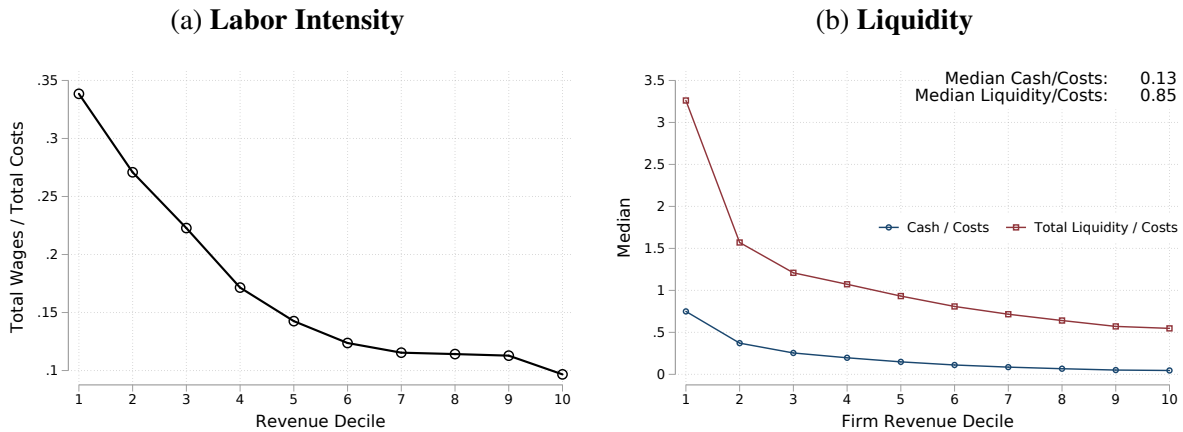 (a) Labor Intensity
Total Wages / Total Costs
.35
.3
.25
.2
.15
.1
1 2 3 4 5 6 7 8 9 10
Revenue Decile
(b) Liquidity
Median Cash/Costs: 0.13
Median Liquidity/Costs: 0.85
Median
3.5
3
2.5
2
1.5
1
.5
0
Cash / Costs Total Liquidity / Costs
1 2 3 4 5 6 7 8 9 10
Firm Revenue Decile